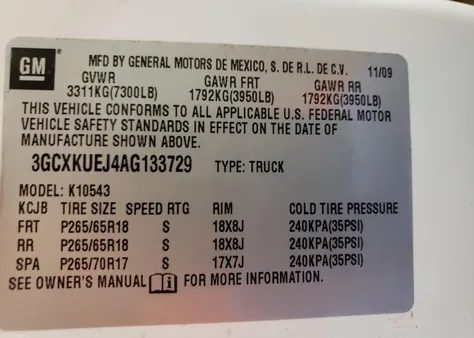 GM
MFD BY GENERAL MOTORS DE MEXICO, S. DE R.L. DE C.V. 11/09
GVWR GAWR FRT GAWR RR
3311KG(7300LB) 1792KG(3950LB) 1792KG(3950LB)
THIS VEHICLE CONFORMS TO ALL APPLICABLE U.S. FEDERAL MOTOR
VEHICLE SAFETY STANDARDS IN EFFECT ON THE DATE OF
MANUFACTURE SHOWN ABOVE.
3GCXKUEJ4AG133729 TYPE: TRUCK
MODEL: K10543
KCJB TIRE SIZE SPEED RTG RIM COLD TIRE PRESSURE
FRT P265/65R18 S 18X8J 240KPA(35PSI)
RR P265/65R18 S 18X8J 240KPA(35PSI)
SPA P265/70R17 S 17X7J 240KPA(35PSI)
SEE OWNER'S MANUAL i FOR MORE INFORMATION.